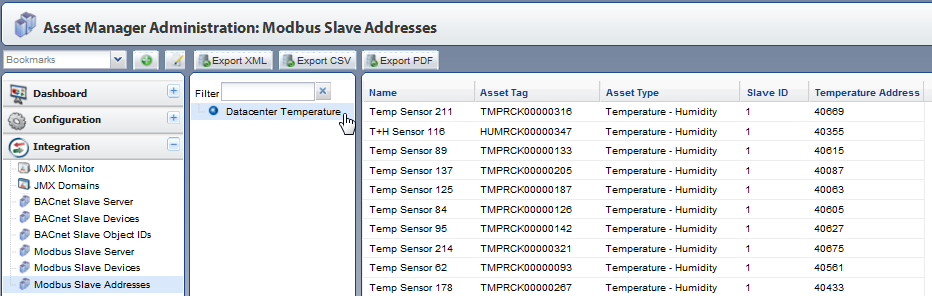 Asset Manager Administration: Modbus Slave Addresses
Bookmarks
Export XML
Export CSV
Export PDF
Dashboard
Configuration
Integration
JMX Monitor
JMX Domains
BACnet Slave Server
BACnet Slave Devices
BACnet Slave Object IDs
Modbus Slave Server
Modbus Slave Devices
Modbus Slave Addresses
Filter
Datacenter Temperature
Name Asset Tag Asset Type Slave ID Temperature Address
Temp Sensor 211 TMPRCK00000316 Temperature - Humidity 1 40669
T+H Sensor 116 HUMRCK00000347 Temperature - Humidity 1 40355
Temp Sensor 89 TMPRCK00000133 Temperature - Humidity 1 40615
Temp Sensor 137 TMPRCK00000205 Temperature - Humidity 1 40087
Temp Sensor 125 TMPRCK00000187 Temperature - Humidity 1 40063
Temp Sensor 84 TMPRCK00000126 Temperature - Humidity 1 40605
Temp Sensor 95 TMPRCK00000142 Temperature - Humidity 1 40627
Temp Sensor 214 TMPRCK00000321 Temperature - Humidity 1 40675
Temp Sensor 62 TMPRCK00000093 Temperature - Humidity 1 40561
Temp Sensor 178 TMPRCK00000267 Temperature - Humidity 1 40433